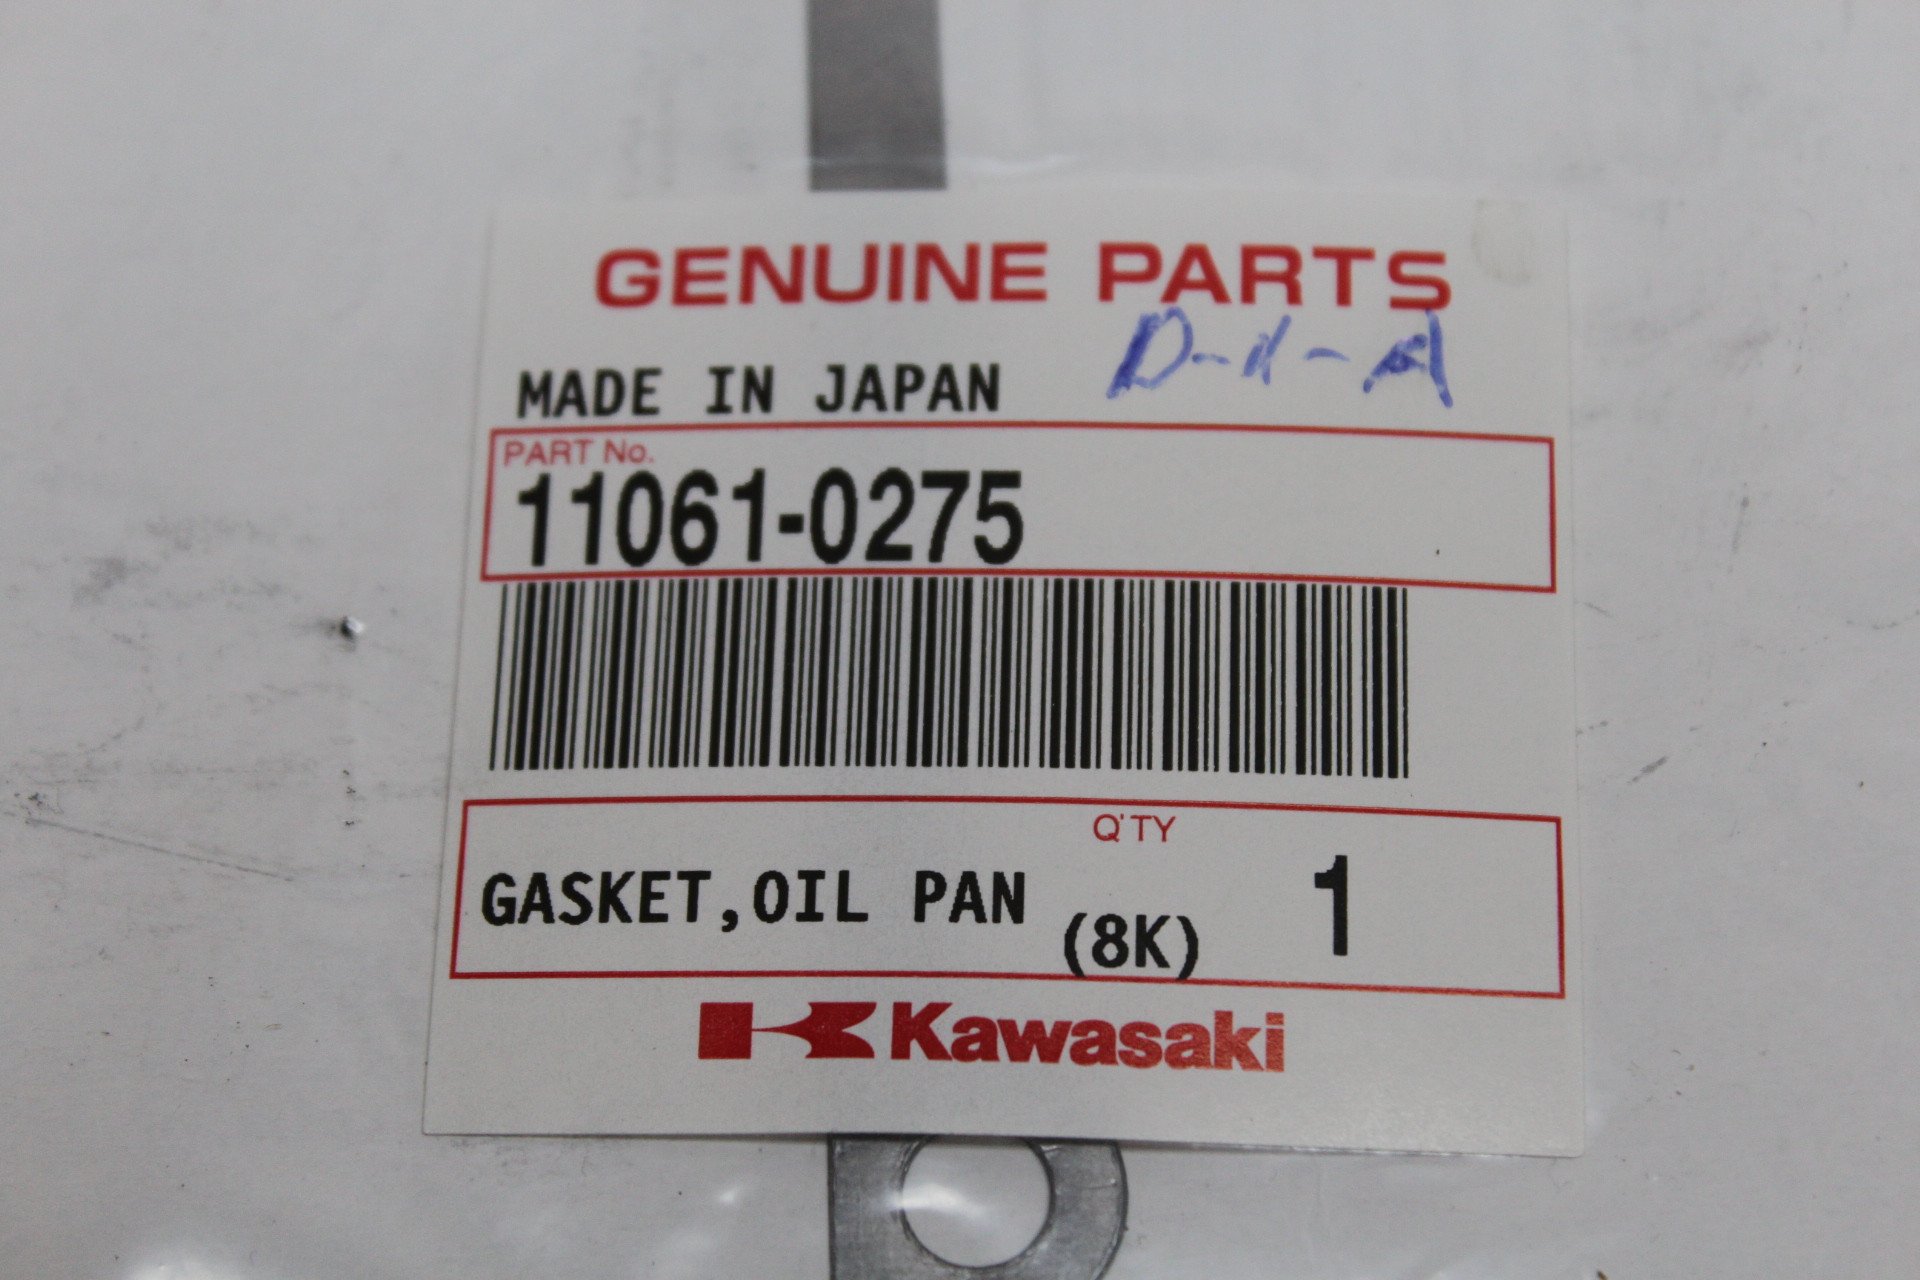 GENUINE PARTS
MADE IN JAPAN
PART No.
11061-0275
Q'TY
GASKET,OIL PAN (8K) 1
Kawasaki